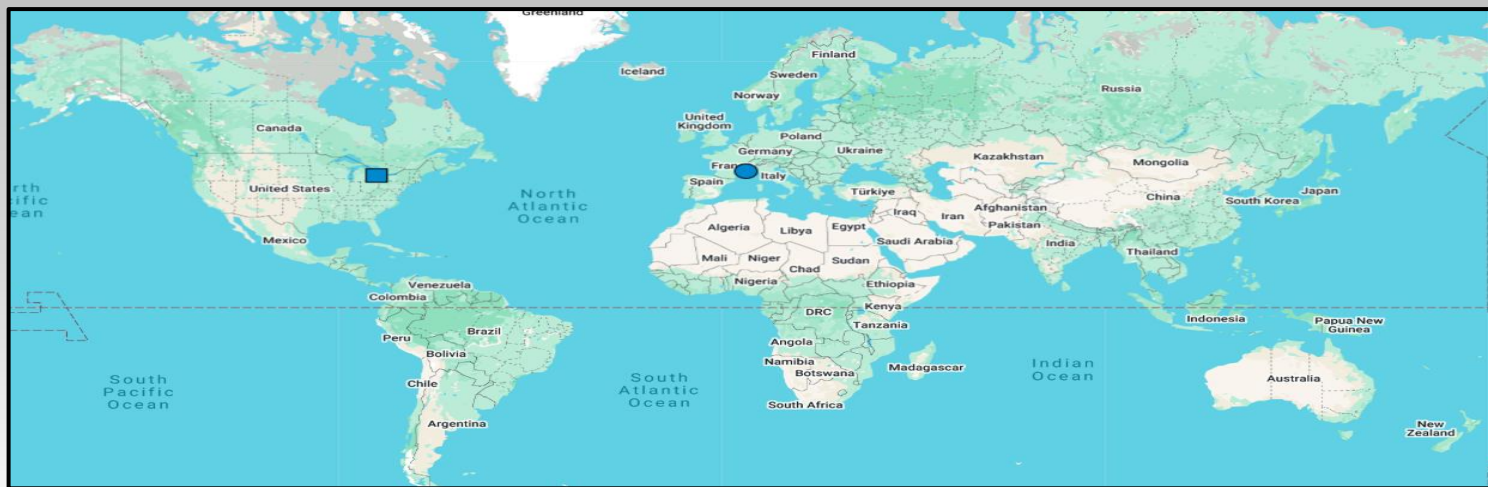 Greenland
Iceland
Finland
Sweden
Norway
Russia
United
Kingdom
Canada
Poland
Germany
Ukraine
Fran
Kazakhstan
Mongolia
Italy
United States
Spain
Türkiye
Japan
North
Atlantic
Ocean
rth
ific
ean
South Korea
China
Afghanistan
Iraq
Iran
Pakistan
Algeria
Libya
Egypt
Saudi Arabia
Mexico
India
Thailand
Mali
Niger
Chad
Sudan
Nigeria
Ethiopia
Venezuela
Colombia
Kenya
DRC
Tanzania
Indonesia
Papua New
Guinea
Brazil
Peru
Bolivia
Angola
Namibia
Botswana
Madagascar
Indian
Ocean
South
Pacific
Ocean
Chile
South
Atlantic
Ocean
Australia
South Africa
Argentina
New
Zealand